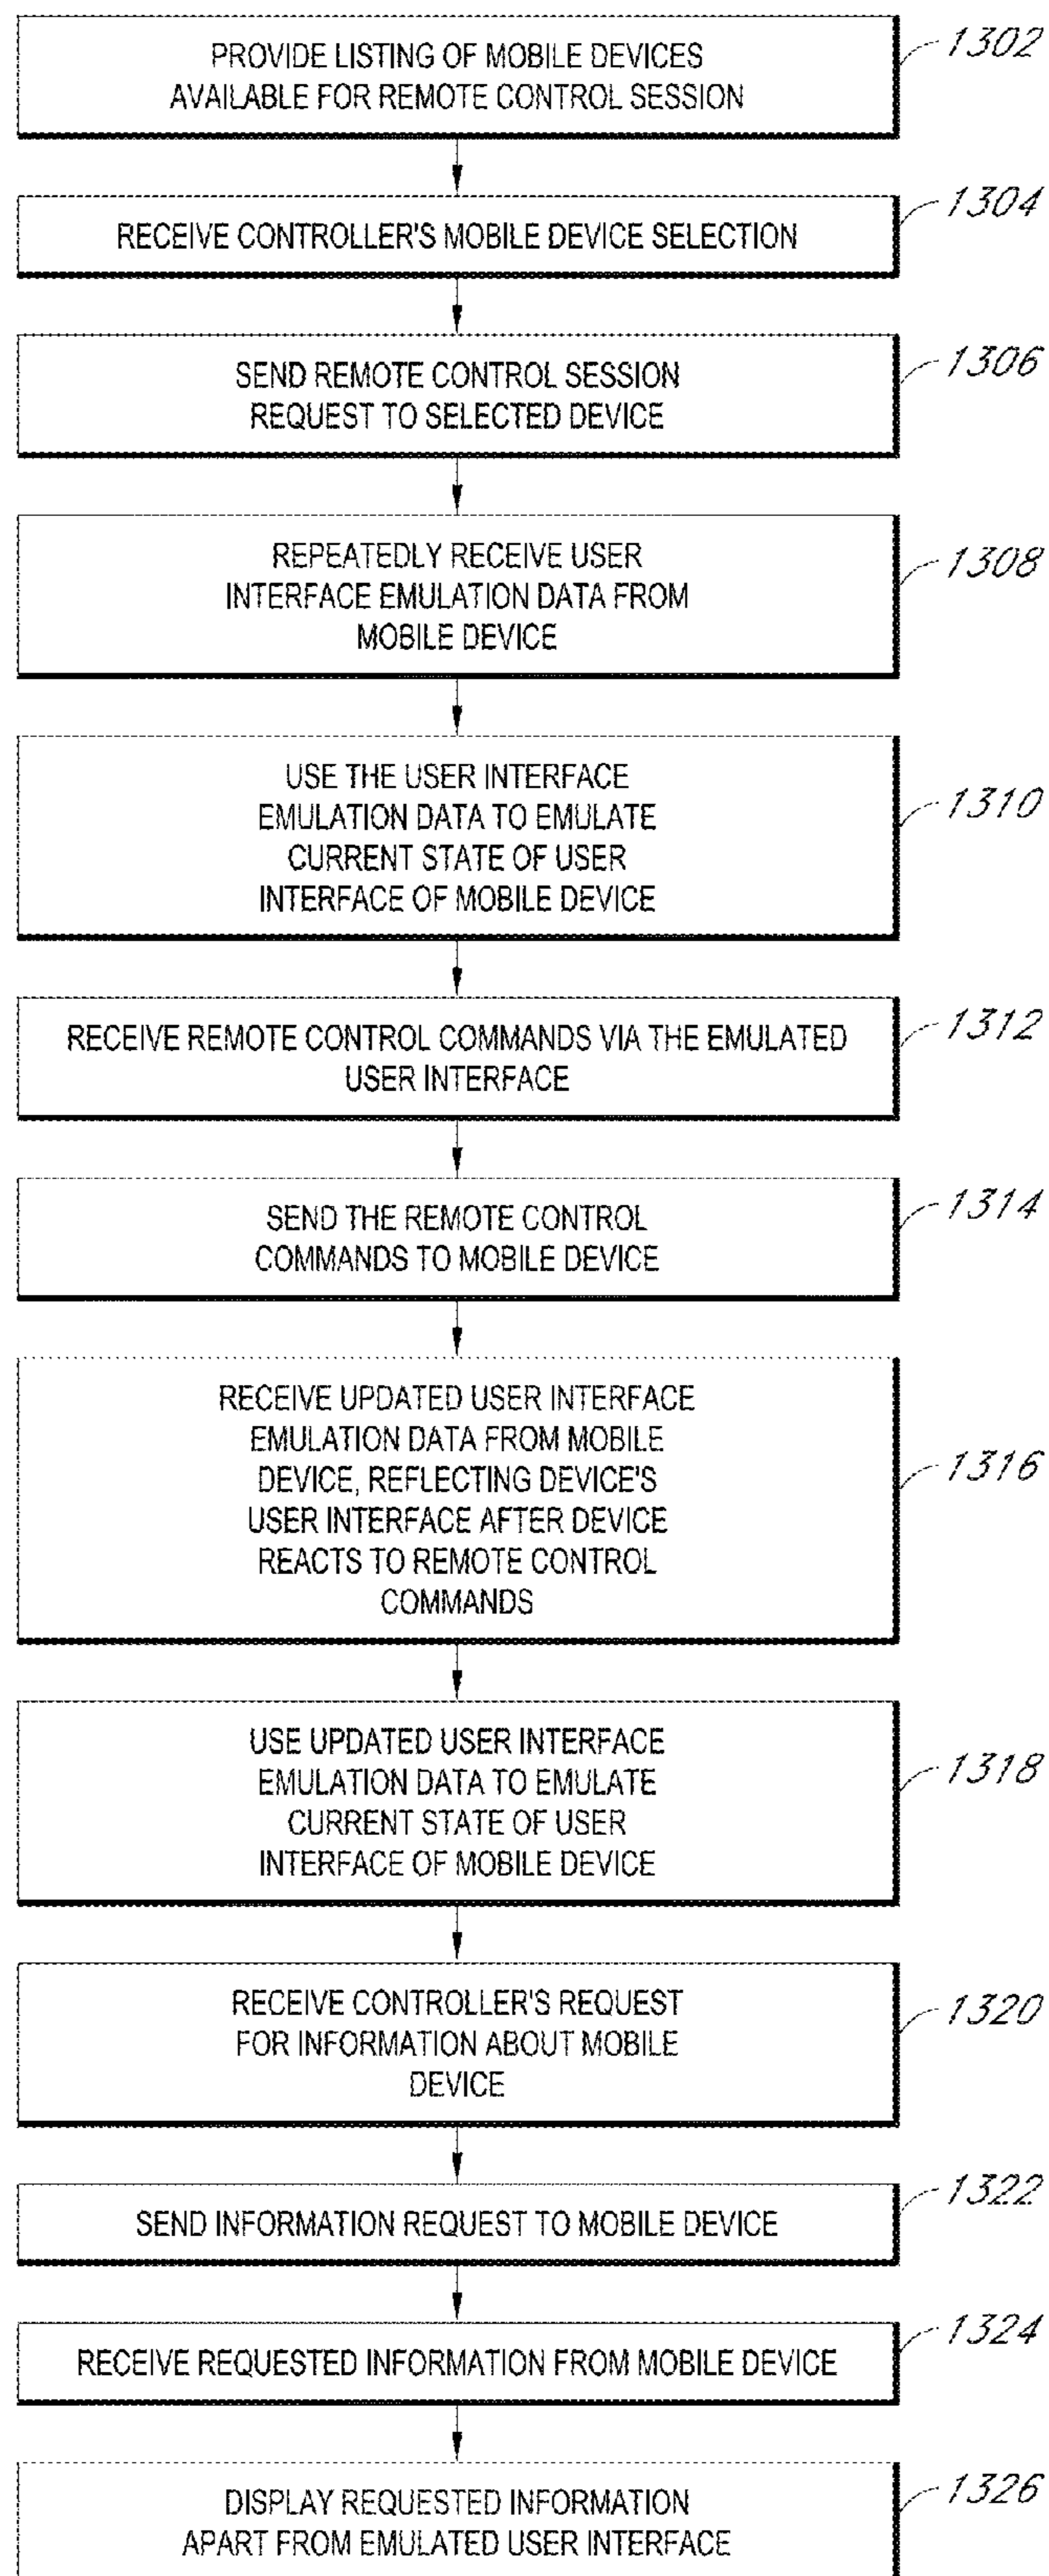 PROVIDE LISTING OF MOBILE DEVICES
AVAILABLE FOR REMOTE CONTROL SESSION
1302
RECEIVE CONTROLLER'S MOBILE DEVICE SELECTION
1304
SEND REMOTE CONTROL SESSION
REQUEST TO SELECTED DEVICE
1306
REPEATEDLY RECEIVE USER
INTERFACE EMULATION DATA FROM
MOBILE DEVICE
1308
USE THE USER INTERFACE
EMULATION DATA TO EMULATE
CURRENT STATE OF USER
INTERFACE OF MOBILE DEVICE
1310
RECEIVE REMOTE CONTROL COMMANDS VIA THE EMULATED
USER INTERFACE
1312
SEND THE REMOTE CONTROL
COMMANDS TO MOBILE DEVICE
1314
RECEIVE UPDATED USER INTERFACE
EMULATION DATA FROM MOBILE
DEVICE, REFLECTING DEVICE'S
USER INTERFACE AFTER DEVICE
REACTS TO REMOTE CONTROL
COMMANDS
1316
USE UPDATED USER INTERFACE
EMULATION DATA TO EMULATE
CURRENT STATE OF USER
INTERFACE OF MOBILE DEVICE
1318
RECEIVE CONTROLLER'S REQUEST
FOR INFORMATION ABOUT MOBILE
DEVICE
1320
SEND INFORMATION REQUEST TO MOBILE DEVICE
1322
RECEIVE REQUESTED INFORMATION FROM MOBILE DEVICE
1324
DISPLAY REQUESTED INFORMATION
APART FROM EMULATED USER INTERFACE
1326